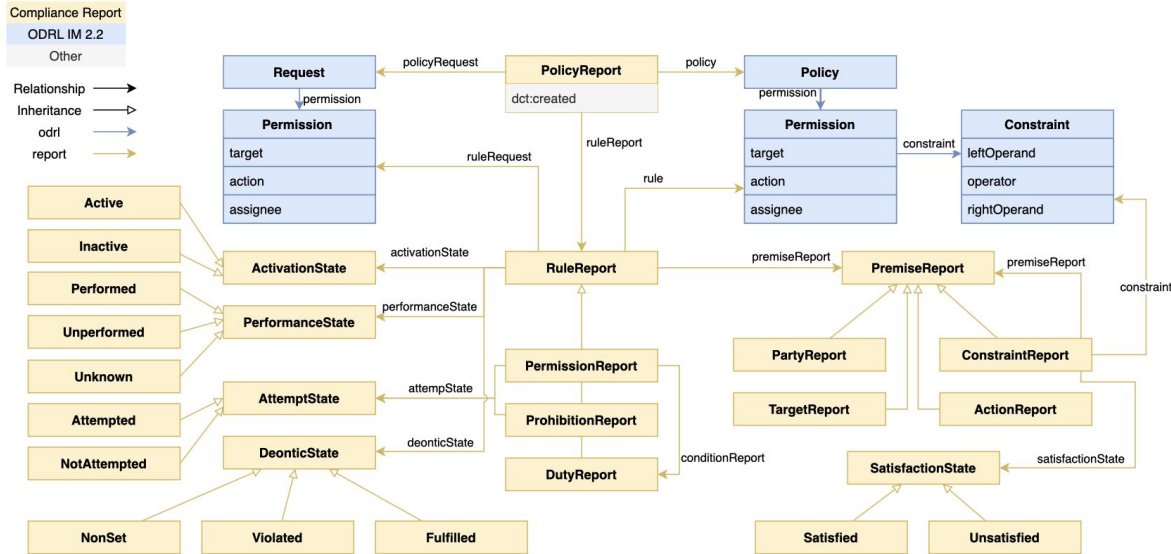 Compliance Report
ODRL IM 2.2
Other
Relationship
Inheritance
odrl
report
Request
policyRequest
PolicyReport
dct:created
policy
Policy
permission
permission
Permission
target
action
assignee
ruleRequest
ruleReport
rule
Permission
target
action
assignee
constraint
Constraint
leftOperand
operator
rightOperand
Active
Inactive
Performed
Unperformed
Unknown
Attempted
NotAttempted
ActivationState
activationState
PerformanceState
performanceState
AttemptState
attempState
DeonticState
deonticState
NonSet
Violated
Fulfilled
RuleReport
PermissionReport
ProhibitionReport
DutyReport
conditionReport
premiseReport
PremiseReport
premiseReport
constraint
PartyReport
ConstraintReport
TargetReport
ActionReport
SatisfactionState
satisfactionState
Satisfied
Unsatisfied